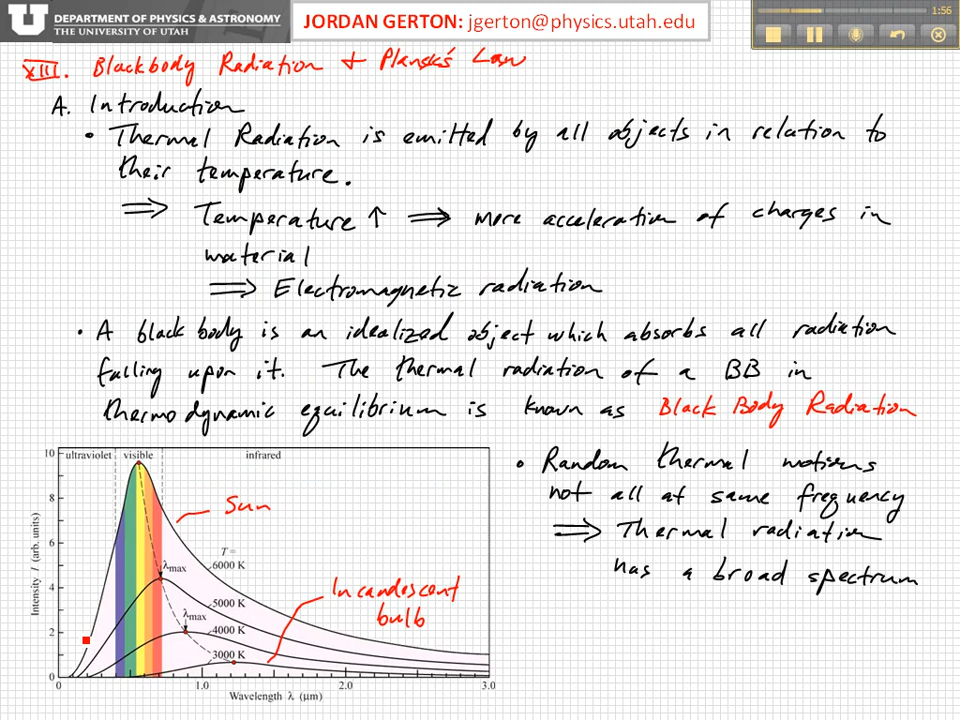 DEPARTMENT OF PHYSICS & ASTRONOMY
THE UNIVERSITY OF UTAH
JORDAN GERTON: jgerton@physics.utah.edu
1:56
XIII. Blackbody Radiation & Planck's Law
A. Introduction
• Thermal Radiation is emitted by all objects in relation to
their temperature.
⇒ Temperature ↑ ⇒ more acceleration of charges in
material
⇒ Electromagnetic radiation
• A black body is an idealized object which absorbs all radiation
falling upon it. The thermal radiation of a BB in
thermodynamic equilibrium is known as Black Body Radiation
• Random thermal motions
not all at same frequency
⇒ Thermal radiation
has a broad spectrum
ultraviolet visible infrared
Sun
Incandescent
bulb
T =
6000 K
5000 K
4000 K
3000 K
λmax
λmax
Intensity I (arb. units)
10
8
6
4
2
0
0 1.0 2.0 3.0
Wavelength λ (μm)